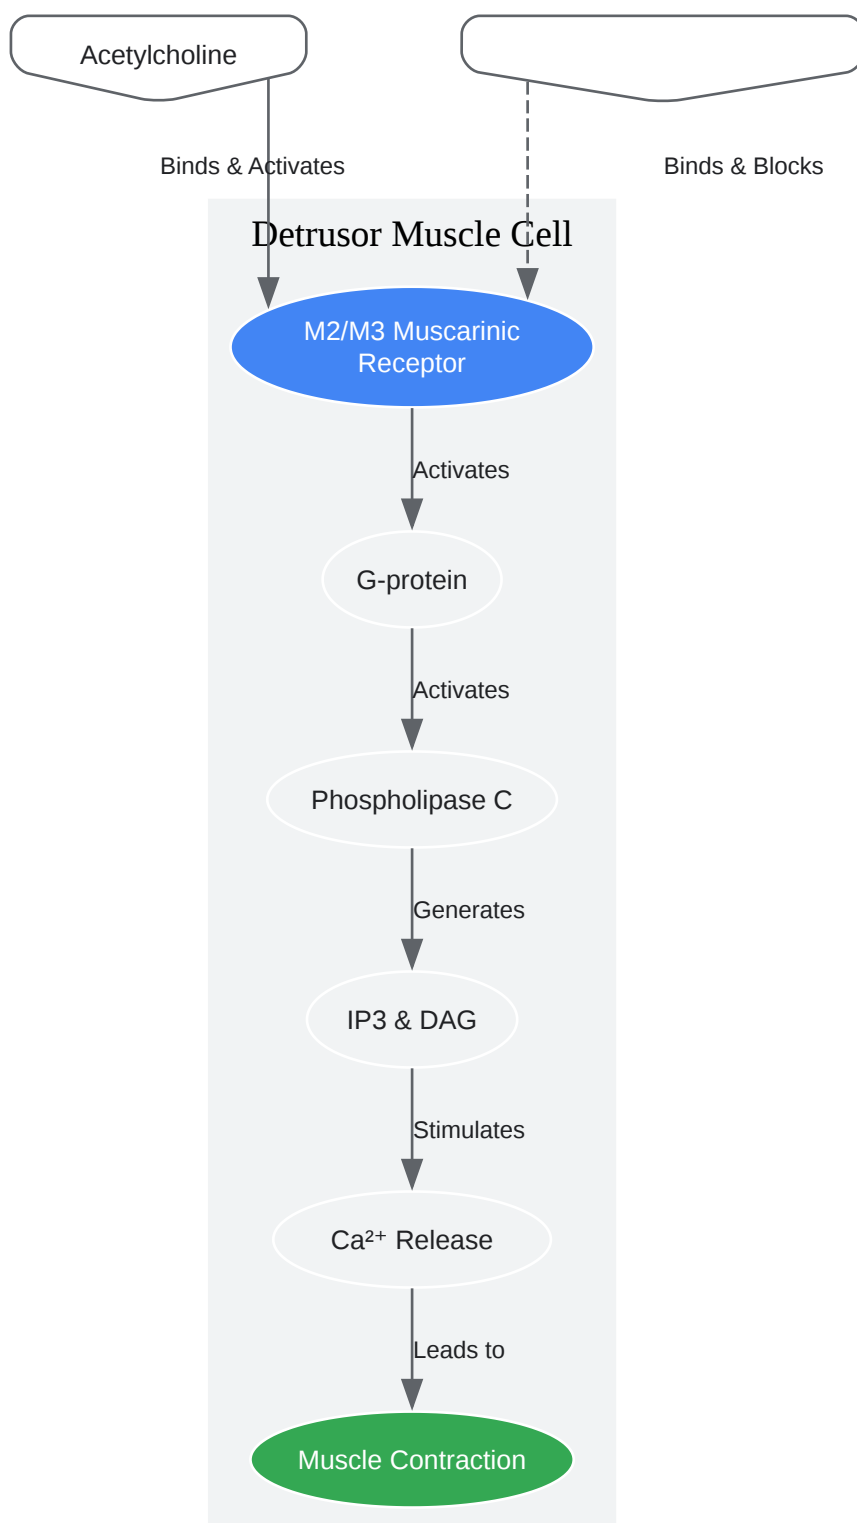 Acetylcholine
Binds & Activates
Binds & Blocks
Detrusor Muscle Cell
M2/M3 Muscarinic
Receptor
Activates
G-protein
Activates
Phospholipase C
Generates
IP3 & DAG
Stimulates
Ca²⁺ Release
Leads to
Muscle Contraction